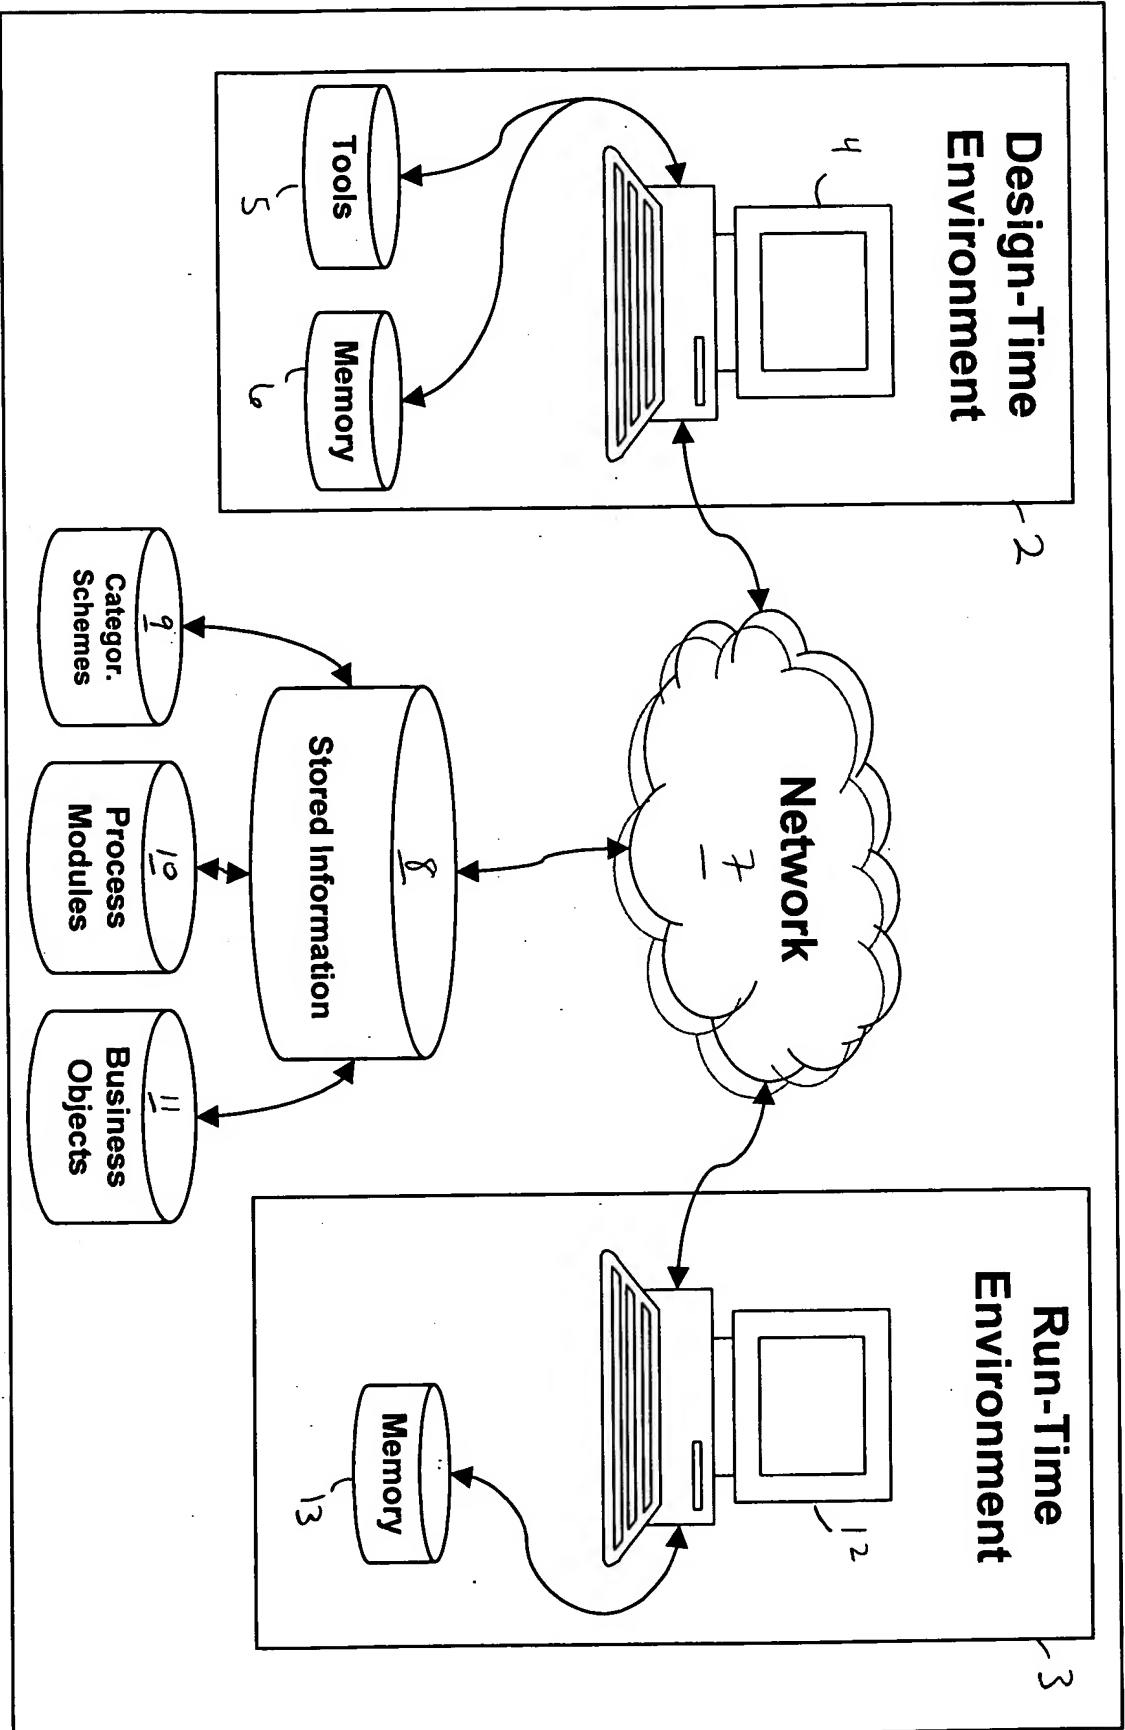 Design-Time
Environment
2
4
Tools
5
Memory
6
Network
7
8
Stored Information
9
Categor.
Schemes
10
Process
Modules
11
Business
Objects
Run-Time
Environment
3
12
Memory
13